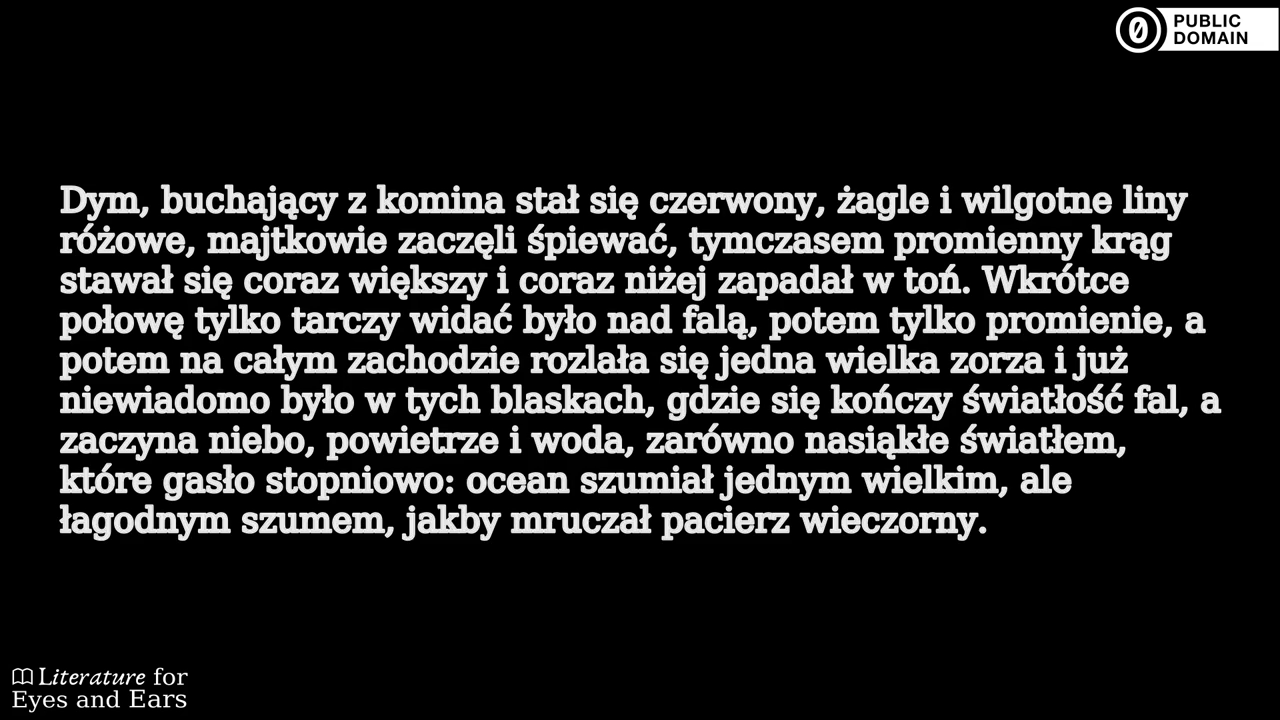 PUBLIC
DOMAIN
Dym, buchający z komina stał się czerwony, żagle i wilgotne liny
różowe, majtkowie zaczęli śpiewać, tymczasem promienny krąg
stawał się coraz większy i coraz niżej zapadał w toń. Wkrótce
połowę tylko tarczy widać było nad falą, potem tylko promienie, a
potem na całym zachodzie rozlała się jedna wielka zorza i już
niewiadomo było w tych blaskach, gdzie się kończy światłość fal, a
zaczyna niebo, powietrze i woda, zarówno nasiąkłe światłem,
które gasło stopniowo: ocean szumiał jednym wielkim, ale
łagodnym szumem, jakby mruczał pacierz wieczorny.
Literature for
Eyes and Ears